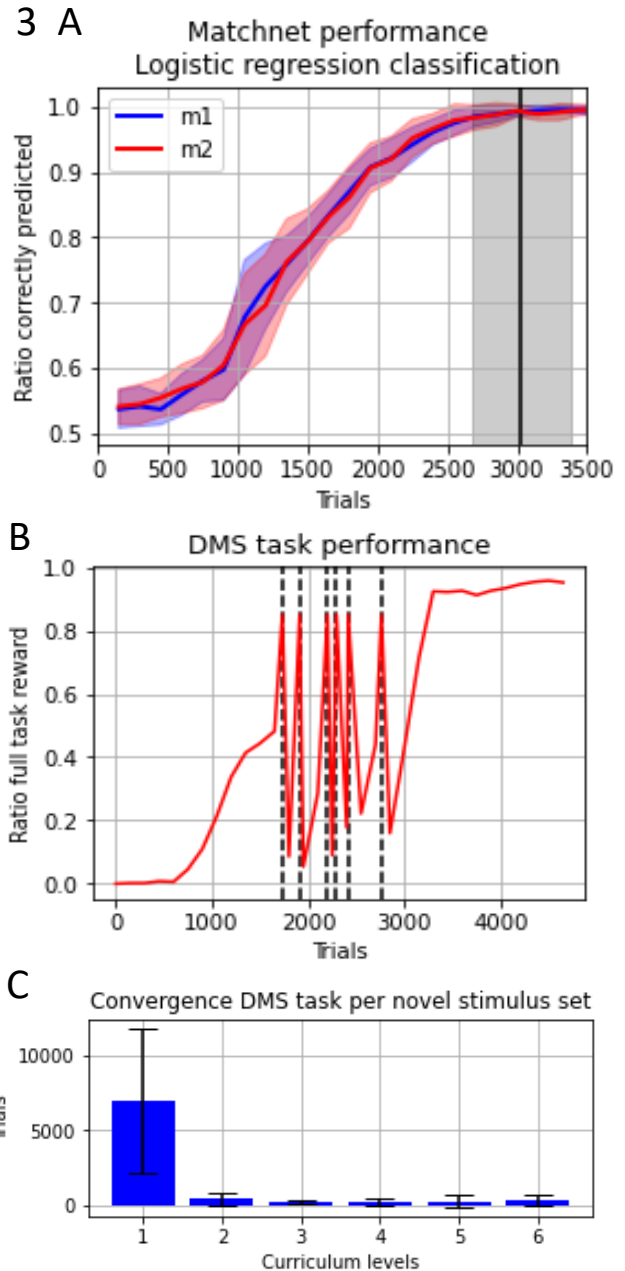 3 A
Matchnet performance
Logistic regression classification
m1
m2
Ratio correctly predicted
1.0
0.9
0.8
0.7
0.6
0.5
0 500 1000 1500 2000 2500 3000 3500
Trials
B
DMS task performance
Ratio full task reward
1.0
0.8
0.6
0.4
0.2
0.0
0 1000 2000 3000 4000
Trials
C
Convergence DMS task per novel stimulus set
Trials
10000
5000
0
1 2 3 4 5 6
Curriculum levels